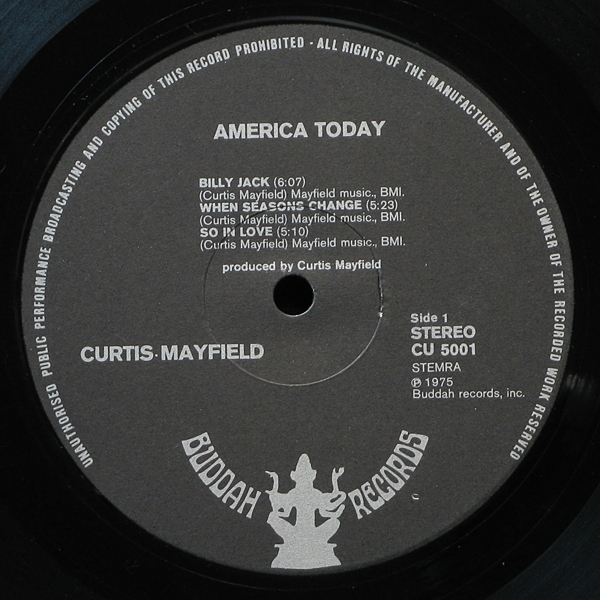 UNAUTHORISED PUBLIC PERFORMANCE BROADCASTING AND COPYING OF THIS RECORD PROHIBITED - ALL RIGHTS OF THE MANUFACTURER AND OF THE OWNER OF THE RECORDED WORK RESERVED
AMERICA TODAY
BILLY JACK (6:07)
(Curtis Mayfield) Mayfield music., BMI.
WHEN SEASONS CHANGE (5:23)
(Curtis Mayfield) Mayfield music., BMI.
SO IN LOVE (5:10)
(Curtis Mayfield) Mayfield music., BMI.
produced by Curtis Mayfield
Side 1
STEREO
CU 5001
STEMRA
℗ 1975
Buddah records, inc.
CURTIS MAYFIELD
BUDDAH RECORDS